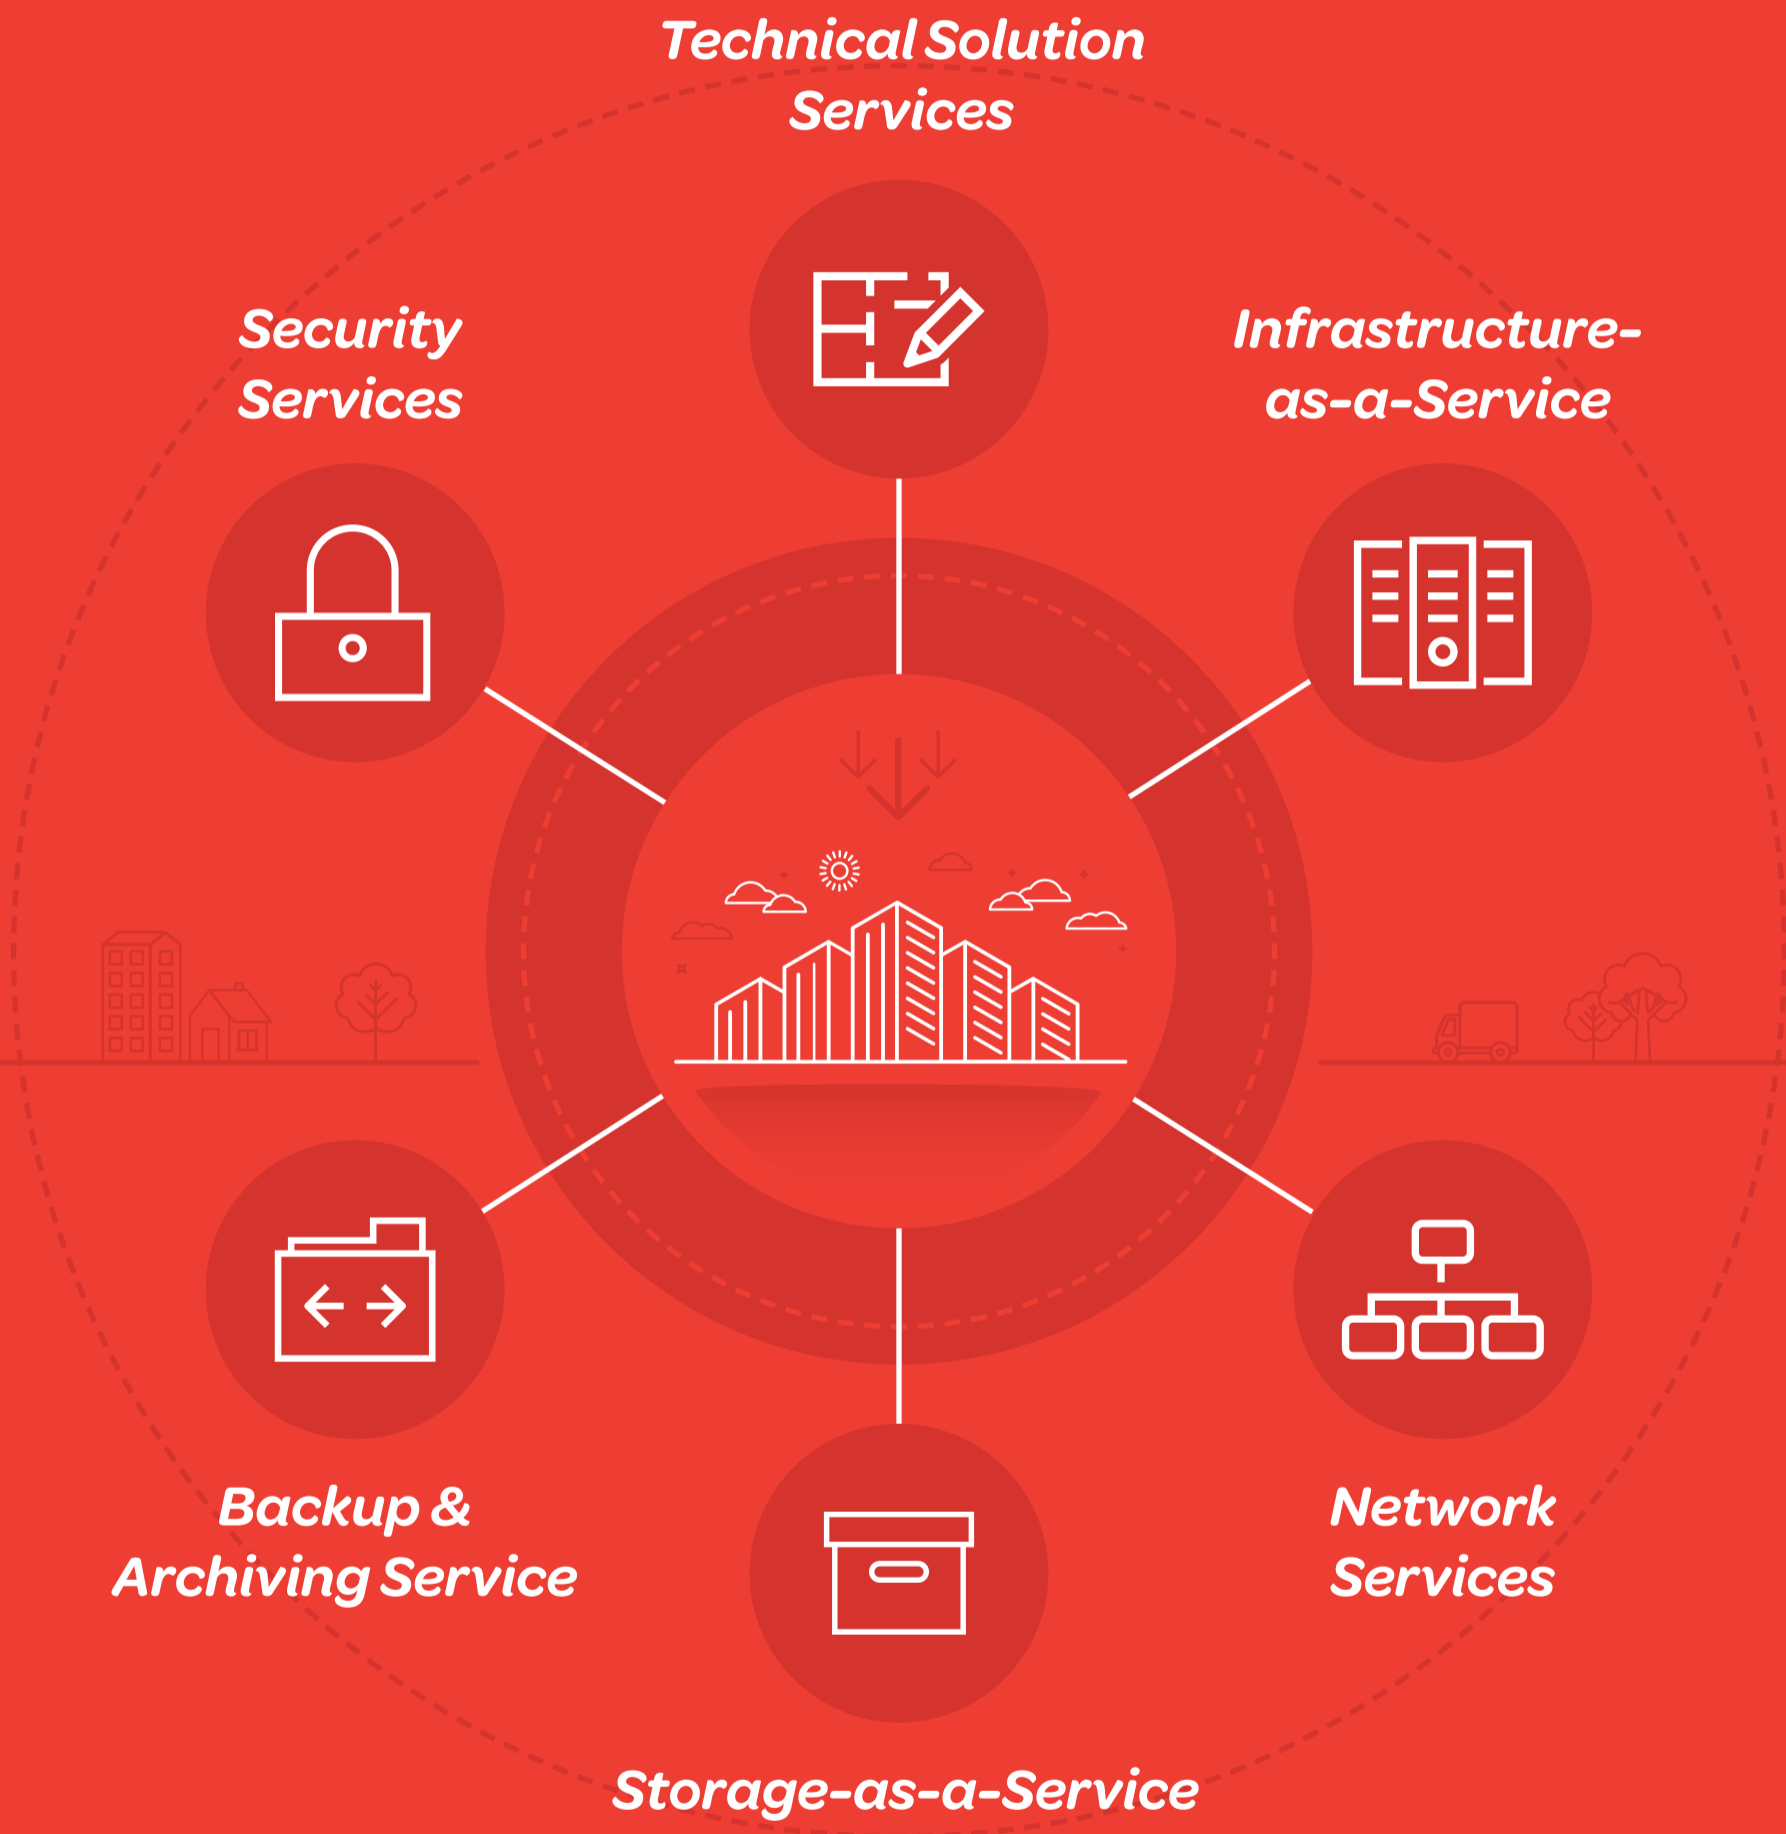 Technical Solution
Services
Security
Services
Infrastructure-
as-a-Service
Backup &
Archiving Service
Network
Services
Storage-as-a-Service